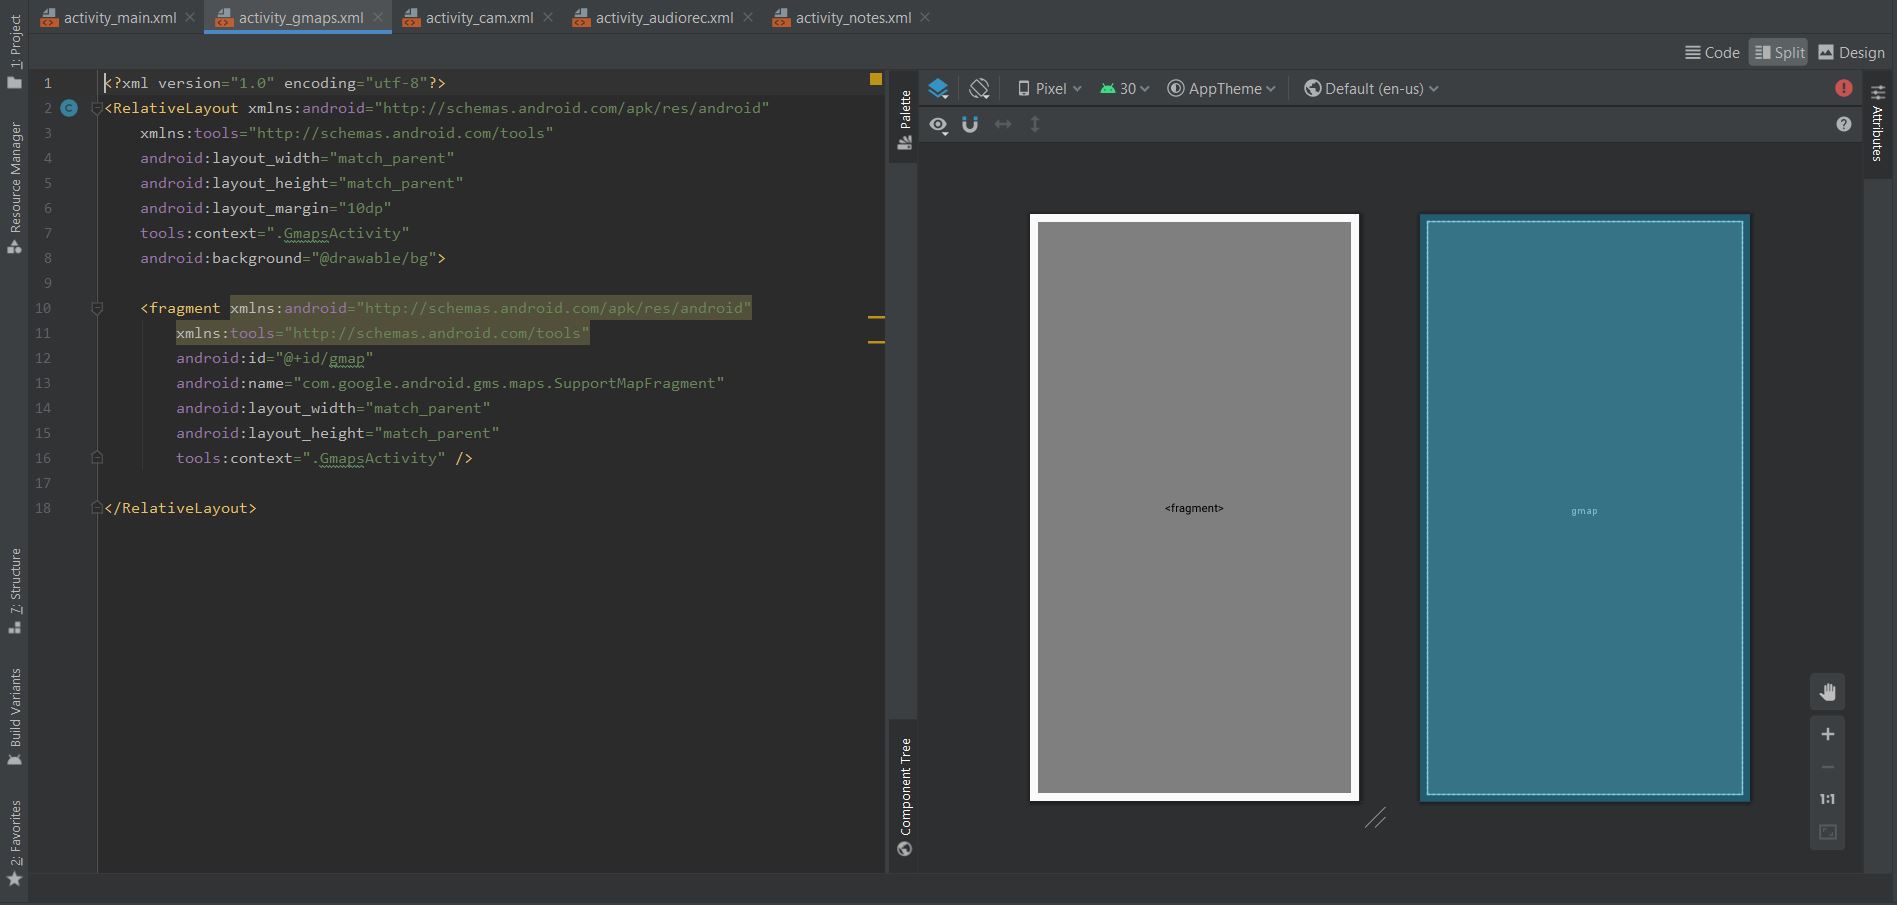 activity_main.xml
activity_gmaps.xml
activity_cam.xml
activity_audiorec.xml
activity_notes.xml
Code
Split
Design
1: Project
Resource Manager
7: Structure
Build Variants
2: Favorites
1 <?xml version="1.0" encoding="utf-8"?>
2 <RelativeLayout xmlns:android="http://schemas.android.com/apk/res/android"
3 xmlns:tools="http://schemas.android.com/tools"
4 android:layout_width="match_parent"
5 android:layout_height="match_parent"
6 android:layout_margin="10dp"
7 tools:context=".GmapsActivity"
8 android:background="@drawable/bg">
9
10 <fragment xmlns:android="http://schemas.android.com/apk/res/android"
11 xmlns:tools="http://schemas.android.com/tools"
12 android:id="@+id/gmap"
13 android:name="com.google.android.gms.maps.SupportMapFragment"
14 android:layout_width="match_parent"
15 android:layout_height="match_parent"
16 tools:context=".GmapsActivity" />
17
18 </RelativeLayout>
Palette
Component Tree
Pixel
30
AppTheme
Default (en-us)
Attributes
<fragment>
gmap
1:1